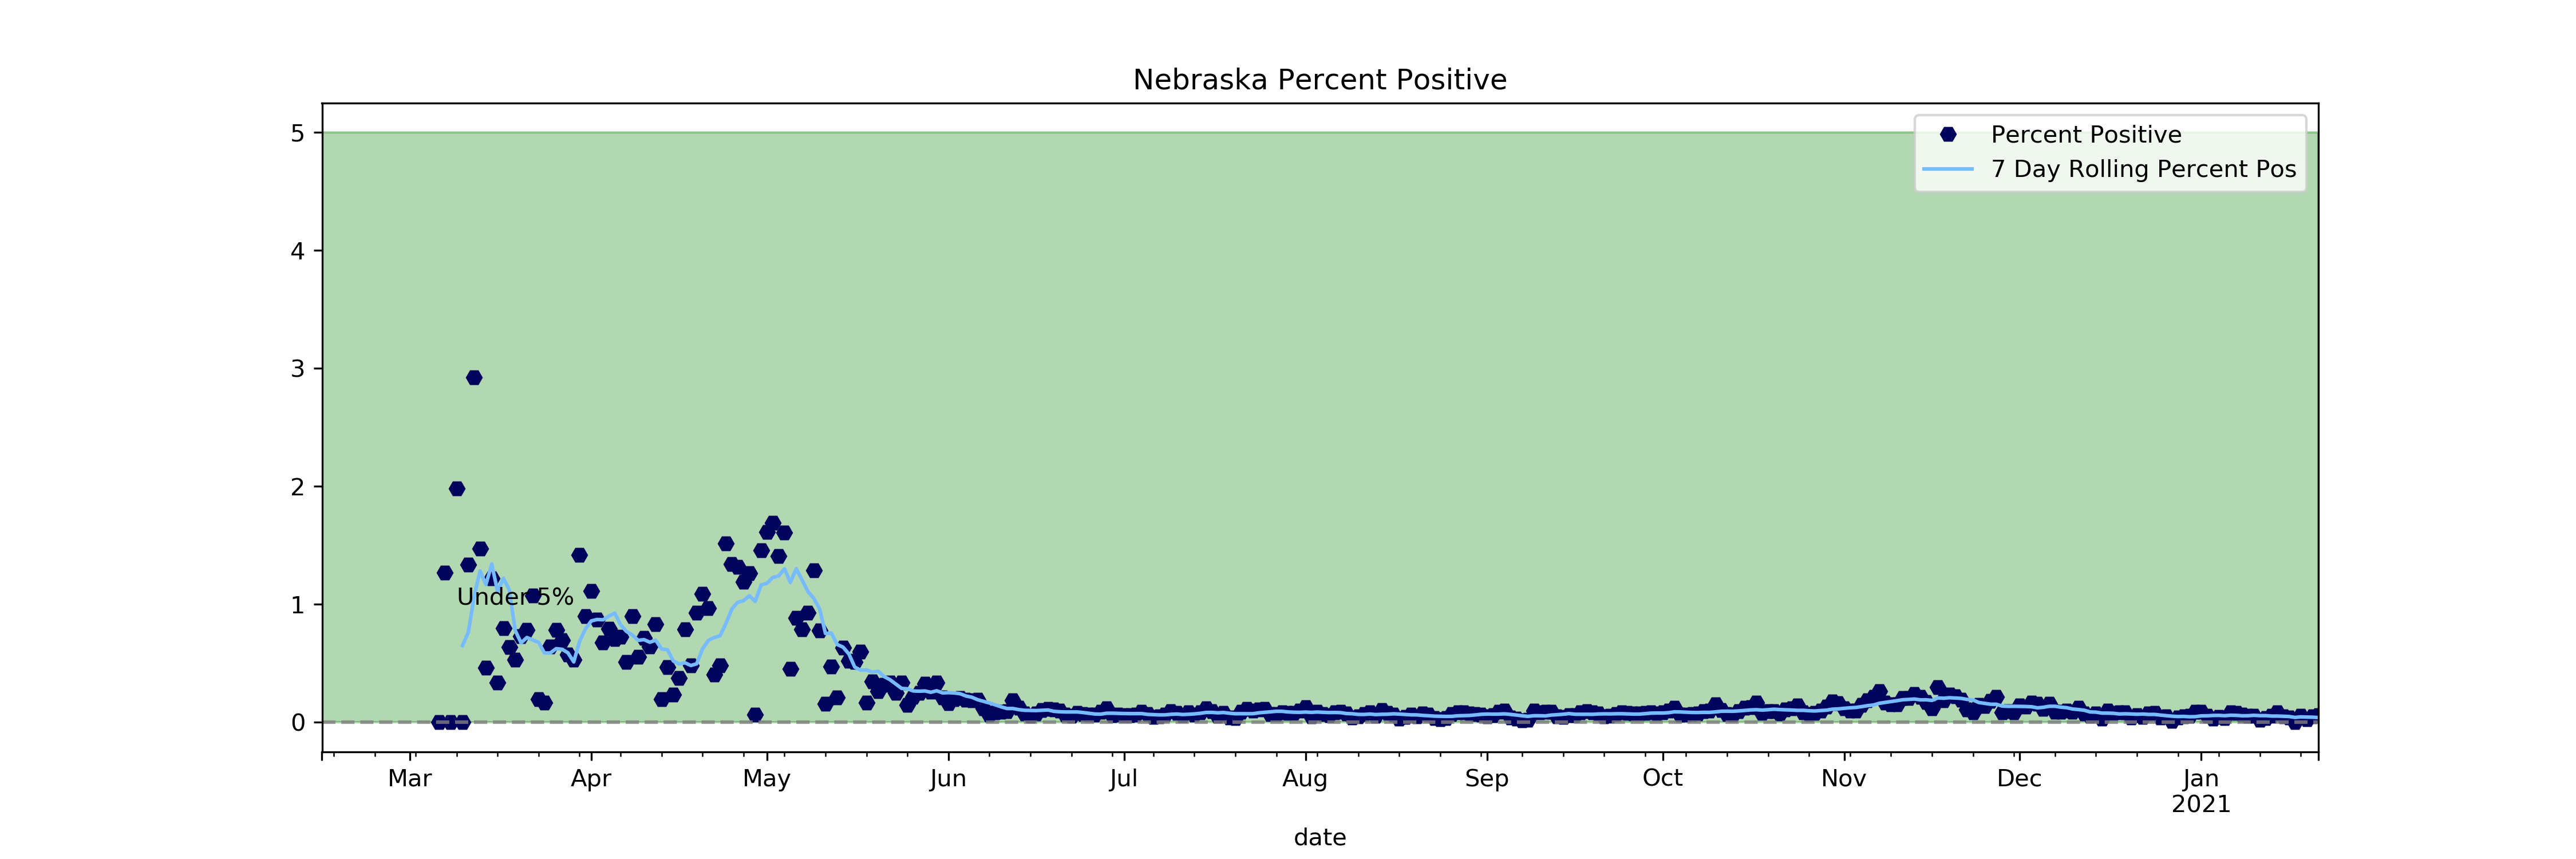 Nebraska Percent Positive
5
4
3
2
1
0
Percent Positive
7 Day Rolling Percent Pos
Under 5%
Mar Apr May Jun Jul Aug Sep Oct Nov Dec Jan
2021
date